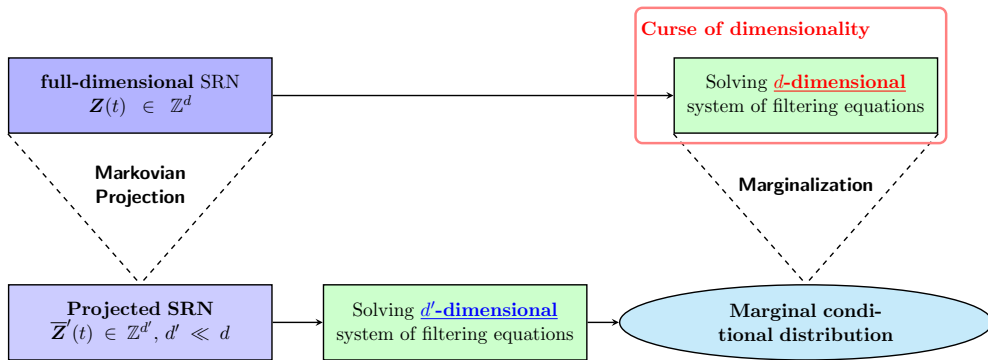 Curse of dimensionality
full-dimensional SRN
Z(t) ∈ ℤ^d
Solving d-dimensional
system of filtering equations
Markovian
Projection
Marginalization
Projected SRN
Z̅′(t) ∈ ℤ^{d′}, d′ ≪ d
Solving d′-dimensional
system of filtering equations
Marginal condi-
tional distribution